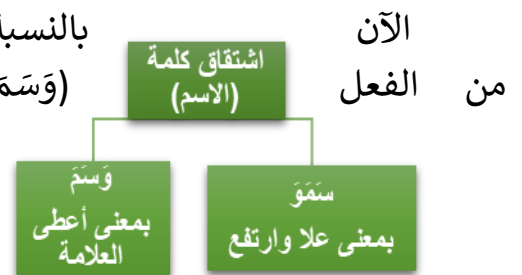 الآن بالنسبة
من الفعل (وَسَمَ
اشتقاق كلمة
(الاسم)
سَمَوَ
بمعنى علا وارتفع
وَسَمَ
بمعنى أعطى
العلامة